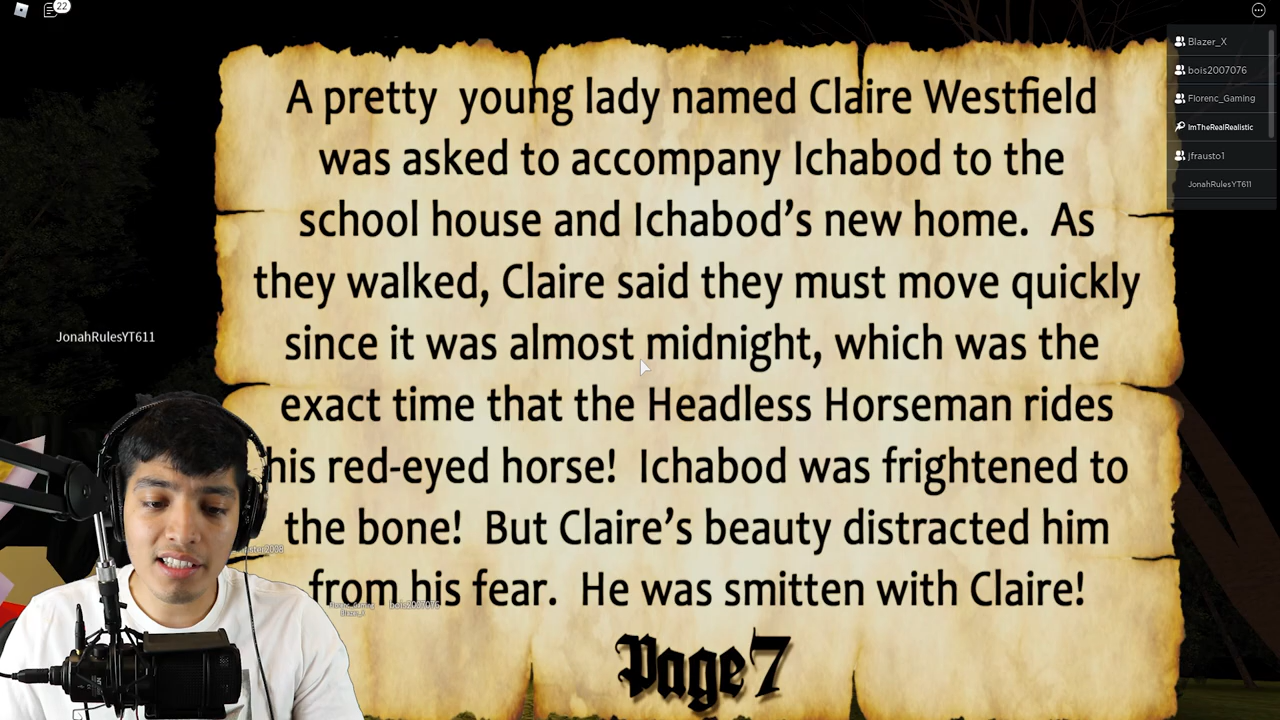 22
Blazer_X
bois2007076
Florenc_Gaming
ImTheRealRealistic
jfrausto1
JonahRulesYT611
A pretty young lady named Claire Westfield
was asked to accompany Ichabod to the
school house and Ichabod's new home. As
they walked, Claire said they must move quickly
since it was almost midnight, which was the
exact time that the Headless Horseman rides
his red-eyed horse! Ichabod was frightened to
the bone! But Claire's beauty distracted him
from his fear. He was smitten with Claire!
Page 7
JonahRulesYT611
Florenc_Gaming
Blazer_X
bois2007076